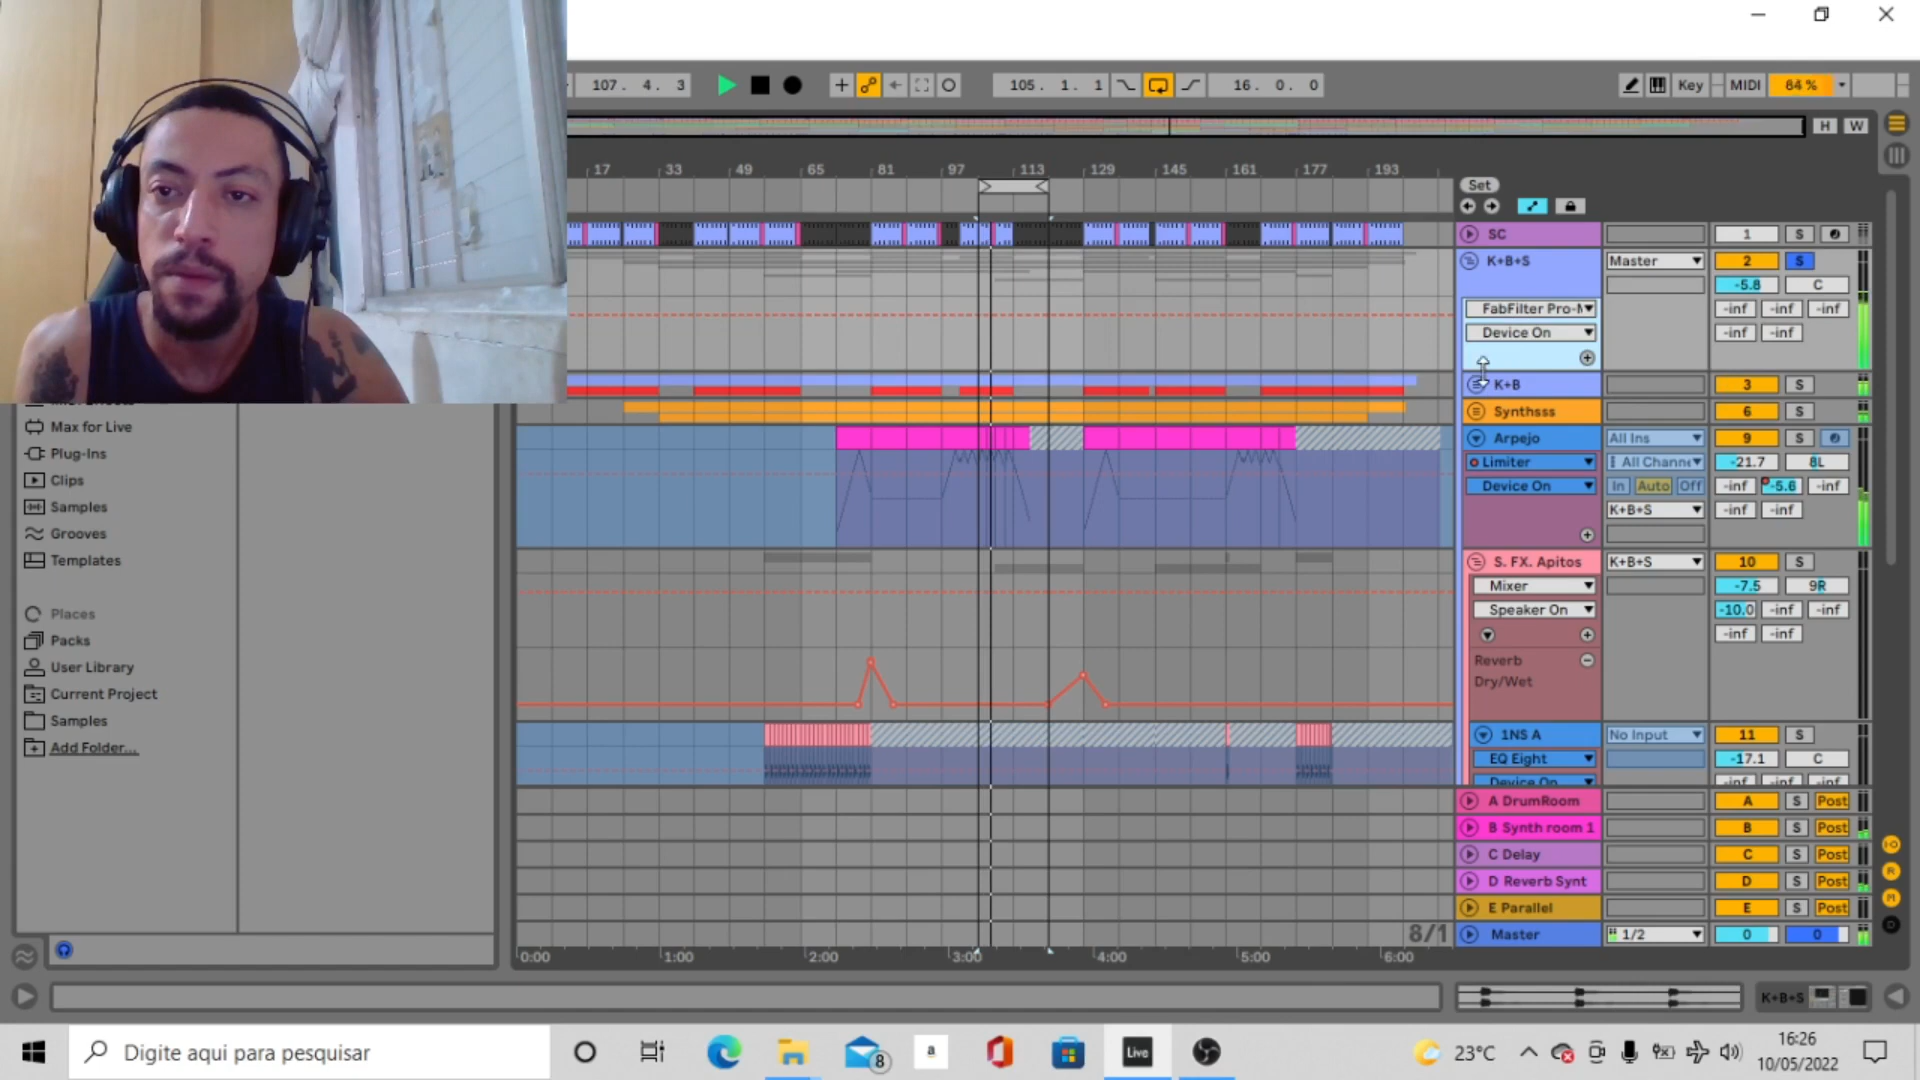 107. 4. 3
105. 1. 1
16. 0. 0
Key
MIDI
84 %
H W
17 33 49 65 81 97 113 129 145 161 177 193
Set
SC 1 S
K+B+S Master 2 S
-5.8 C
FabFilter Pro-M -inf -inf -inf
Device On -inf -inf
K+B 3 S
Synthsss 6 S
Arpejo All Ins 9 S
Limiter All Channe -21.7 8L
Device On In Auto Off -inf -5.6 -inf
K+B+S -inf -inf
S. FX. Apitos K+B+S 10 S
Mixer -7.5 9R
Speaker On -10.0 -inf -inf
-inf -inf
Reverb
Dry/Wet
1NS A No Input 11 S
EQ Eight -17.1 C
Device On -inf -inf -inf
A DrumRoom A S Post
B Synth room 1 B S Post
C Delay C S Post
D Reverb Synt D S Post
E Parallel E S Post
8/1 Master 1/2 0 0
0:00 1:00 2:00 3:00 4:00 5:00 6:00
Max for Live
Plug-Ins
Clips
Samples
Grooves
Templates
Places
Packs
User Library
Current Project
Samples
Add Folder...
K+B+S
Digite aqui para pesquisar
8
a
Live
23°C
16:26
10/05/2022